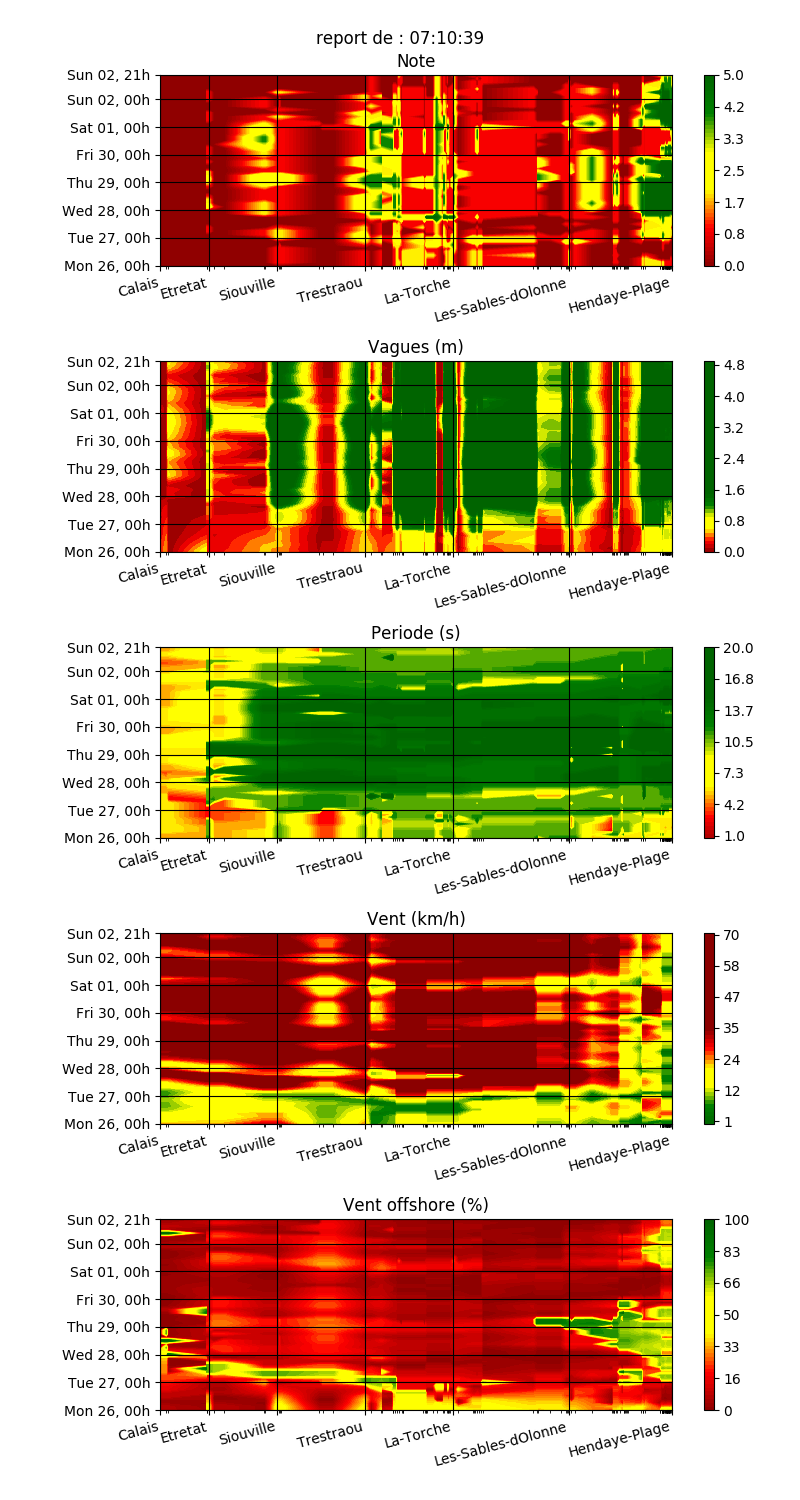 report de : 07:10:39
Note
Sun 02, 21h
Sun 02, 00h
Sat 01, 00h
Fri 30, 00h
Thu 29, 00h
Wed 28, 00h
Tue 27, 00h
Mon 26, 00h
5.0
4.2
3.3
2.5
1.7
0.8
0.0
Calais
Etretat
Siouville
Trestraou
La-Torche
Les-Sables-dOlonne
Hendaye-Plage
Vagues (m)
Sun 02, 21h
Sun 02, 00h
Sat 01, 00h
Fri 30, 00h
Thu 29, 00h
Wed 28, 00h
Tue 27, 00h
Mon 26, 00h
4.8
4.0
3.2
2.4
1.6
0.8
0.0
Calais
Etretat
Siouville
Trestraou
La-Torche
Les-Sables-dOlonne
Hendaye-Plage
Periode (s)
Sun 02, 21h
Sun 02, 00h
Sat 01, 00h
Fri 30, 00h
Thu 29, 00h
Wed 28, 00h
Tue 27, 00h
Mon 26, 00h
20.0
16.8
13.7
10.5
7.3
4.2
1.0
Calais
Etretat
Siouville
Trestraou
La-Torche
Les-Sables-dOlonne
Hendaye-Plage
Vent (km/h)
Sun 02, 21h
Sun 02, 00h
Sat 01, 00h
Fri 30, 00h
Thu 29, 00h
Wed 28, 00h
Tue 27, 00h
Mon 26, 00h
70
58
47
35
24
12
1
Calais
Etretat
Siouville
Trestraou
La-Torche
Les-Sables-dOlonne
Hendaye-Plage
Vent offshore (%)
Sun 02, 21h
Sun 02, 00h
Sat 01, 00h
Fri 30, 00h
Thu 29, 00h
Wed 28, 00h
Tue 27, 00h
Mon 26, 00h
100
83
66
50
33
16
0
Calais
Etretat
Siouville
Trestraou
La-Torche
Les-Sables-dOlonne
Hendaye-Plage